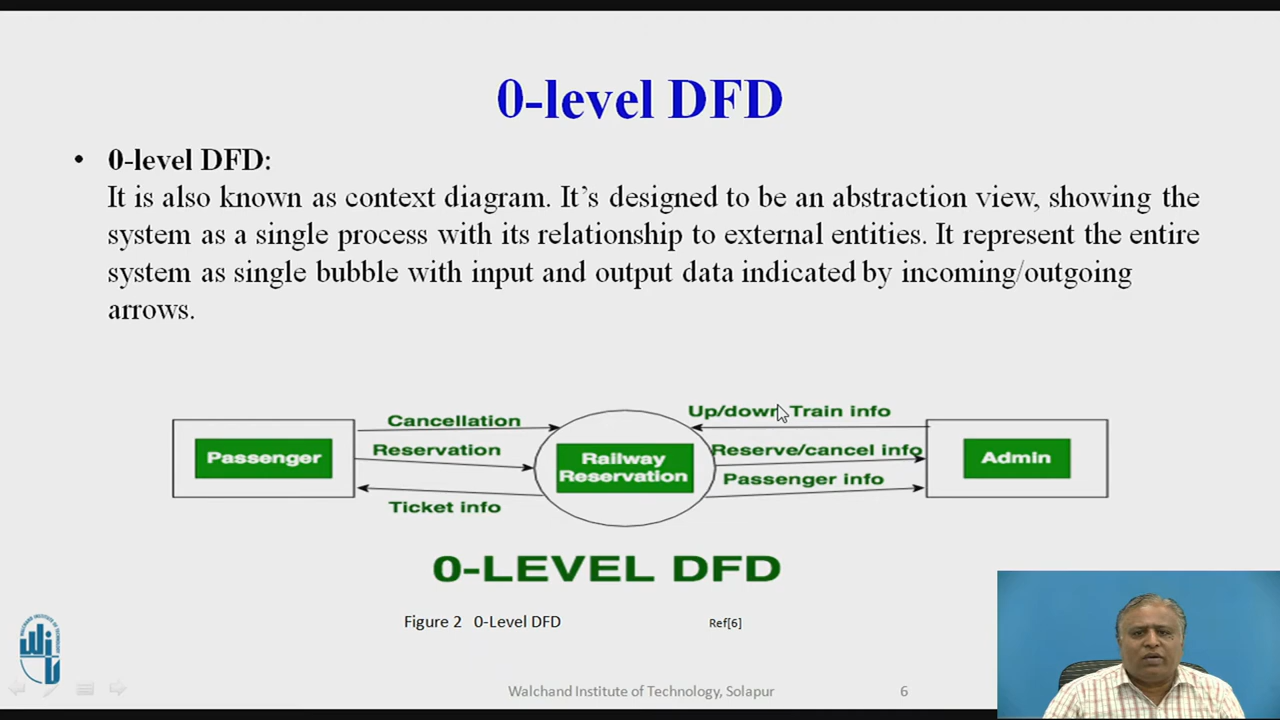 0-level DFD
• 0-level DFD:
It is also known as context diagram. It’s designed to be an abstraction view, showing the
system as a single process with its relationship to external entities. It represent the entire
system as single bubble with input and output data indicated by incoming/outgoing
arrows.
Cancellation
Reservation
Ticket info
Passenger
Railway
Reservation
Up/down Train info
Reserve/cancel info
Passenger info
Admin
0-LEVEL DFD
Figure 2 0-Level DFD
Ref[6]
Walchand Institute of Technology, Solapur
6